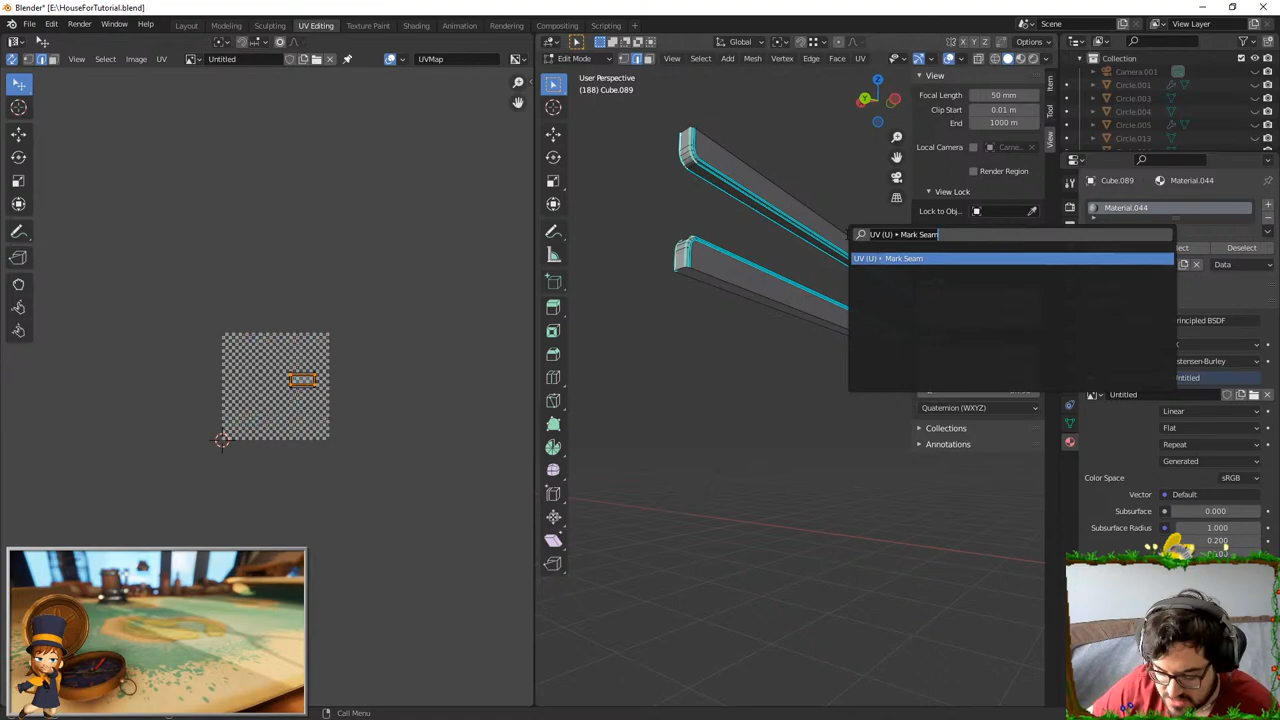 Blender* [E:\HouseForTutorial.blend]
File Edit Render Window Help Layout Modeling Sculpting UV Editing Texture Paint Shading Animation Rendering Compositing Scripting Scene View Layer
Global Options
View Select Image UV Untitled UVMap Edit Mode View Select Add Mesh Vertex Edge Face UV
User Perspective
(188) Cube.089
View
Focal Length 50 mm
Clip Start 0.01 m
End 1000 m
Local Camera Came...
Render Region
View Lock
Lock to Obj...
Item
Tool
View
Collection
Camera.001
Circle.001
Circle.003
Circle.004
Circle.005
Circle.013
Cube.089 Material.044
Material.044
UV (U) • Mark Seam
UV (U) • Mark Seam
Deselect
Data
Untitled
Quaternion (WXYZ)
Collections
Annotations
Untitled
Linear
Flat
Repeat
Generated
Color Space sRGB
Vector Default
Subsurface 0.000
Subsurface Radius 1.000
0.200
Call Menu